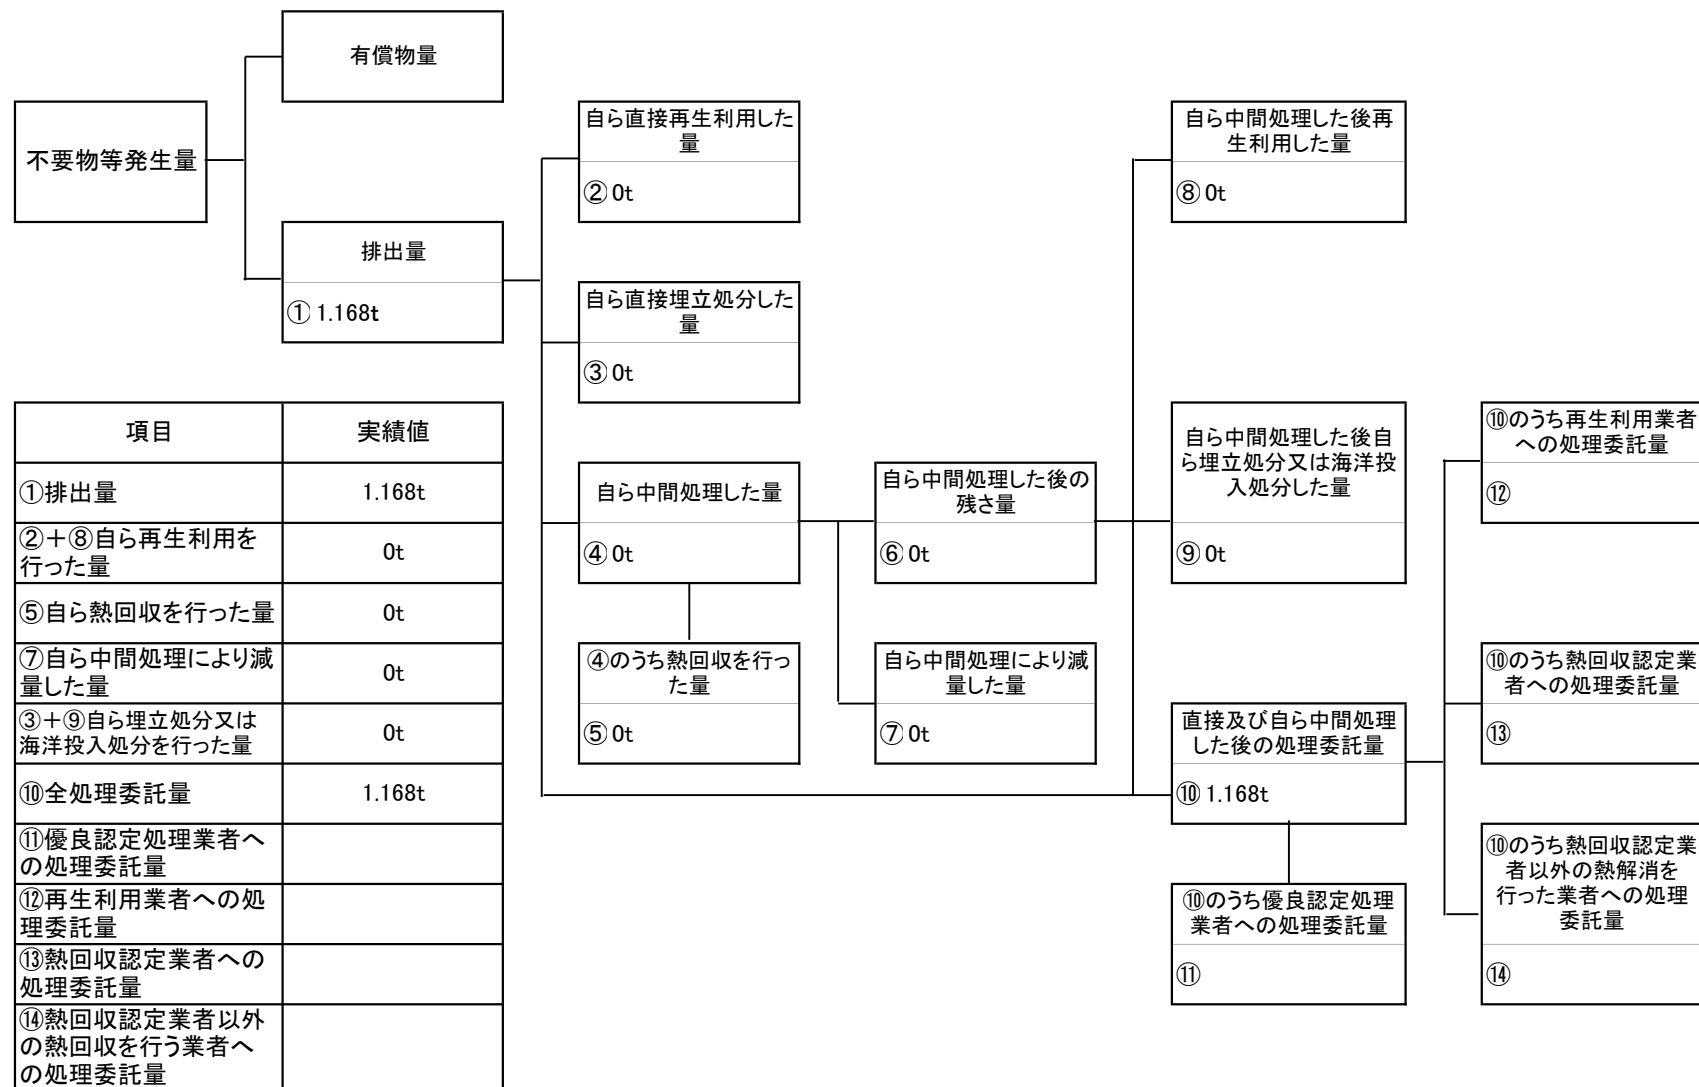 有償物量
不要物等発生量
排出量
① 1.168t
自ら直接再生利用した
量
② 0t
自ら直接埋立処分した
量
③ 0t
自ら中間処理した量
④ 0t
④のうち熱回収を行っ
た量
⑤ 0t
自ら中間処理した後の
残さ量
⑥ 0t
自ら中間処理により減
量した量
⑦ 0t
自ら中間処理した後再
生利用した量
⑧ 0t
自ら中間処理した後自
ら埋立処分又は海洋投
入処分した量
⑨ 0t
直接及び自ら中間処理
した後の処理委託量
⑩ 1.168t
⑩のうち優良認定処理
業者への処理委託量
⑪
⑩のうち再生利用業者
への処理委託量
⑫
⑩のうち熱回収認定業
者への処理委託量
⑬
⑩のうち熱回収認定業
者以外の熱解消を
行った業者への処理
委託量
⑭
項目 実績値
①排出量 1.168t
②+⑧自ら再生利用を
行った量 0t
⑤自ら熱回収を行った量 0t
⑦自ら中間処理により減
量した量 0t
③+⑨自ら埋立処分又は
海洋投入処分を行った量 0t
⑩全処理委託量 1.168t
⑪優良認定処理業者へ
の処理委託量
⑫再生利用業者への処
理委託量
⑬熱回収認定業者への
処理委託量
⑭熱回収認定業者以外
の熱回収を行う業者へ
の処理委託量